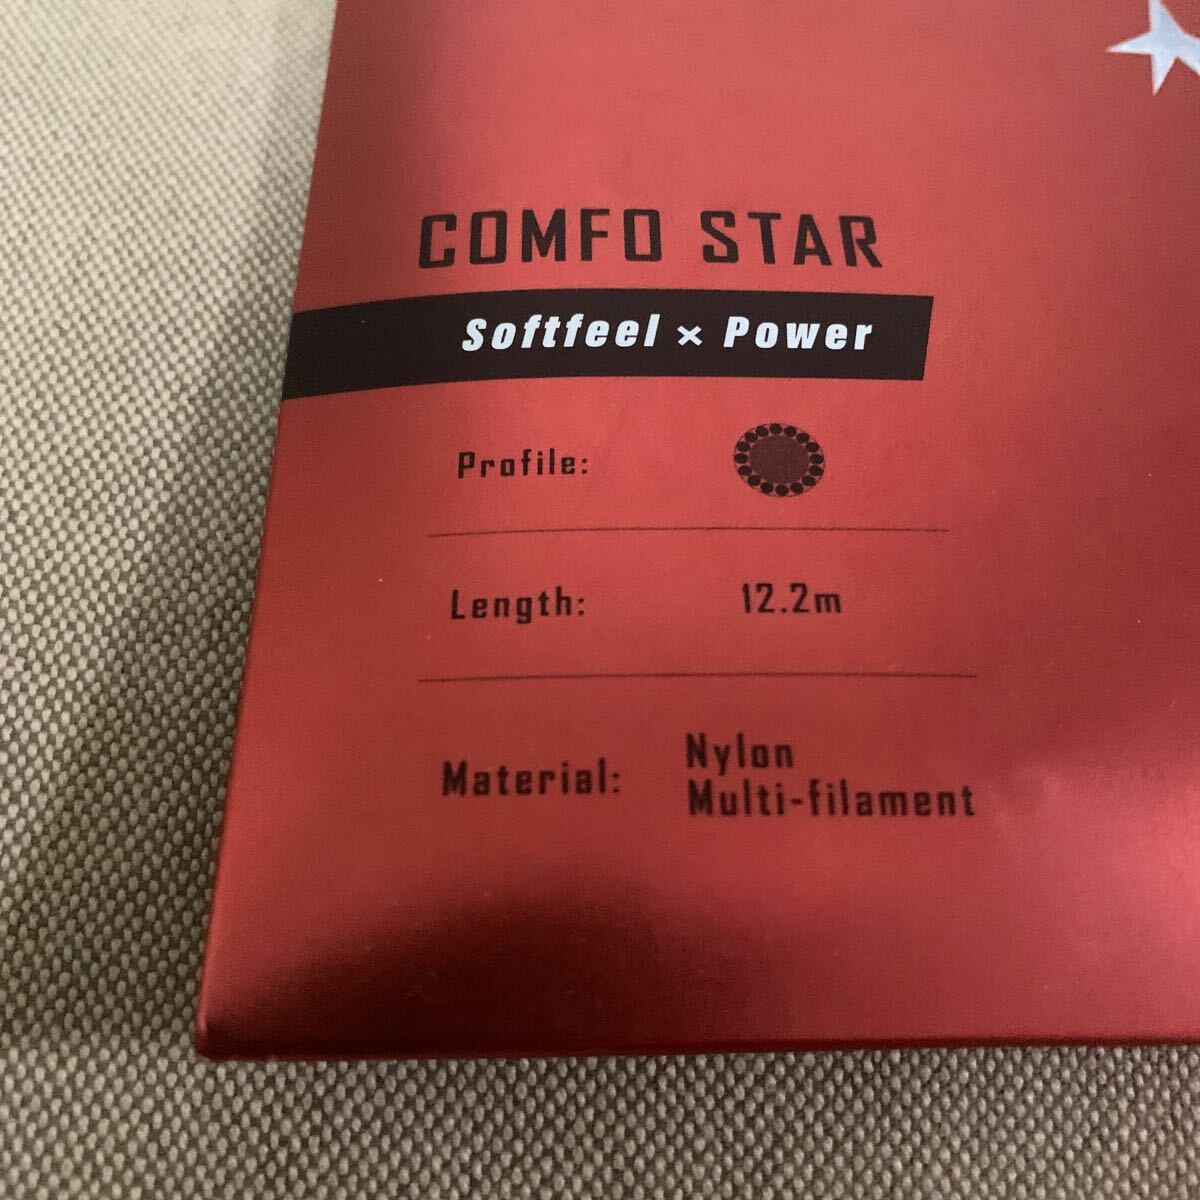 COMFO STAR
Softfeel × Power
Profile:
Length: 12.2m
Material: Nylon
Multi-filament